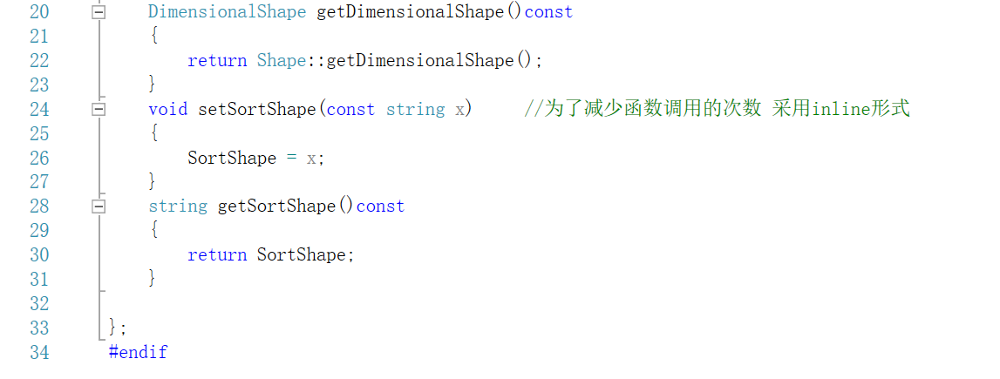 20 DimensionalShape getDimensionalShape()const
21 {
22 return Shape::getDimensionalShape();
23 }
24 void setSortShape(const string x) //为了减少函数调用的次数 采用inline形式
25 {
26 SortShape = x;
27 }
28 string getSortShape()const
29 {
30 return SortShape;
31 }
32
33 };
34 #endif